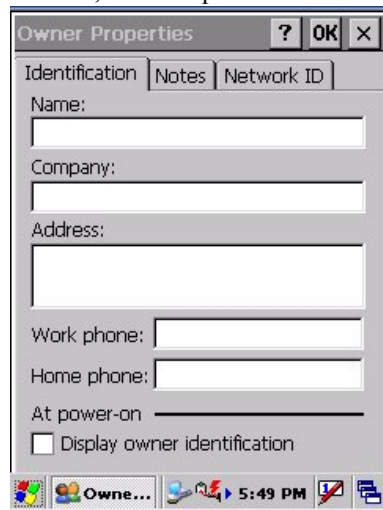 Owner Properties ? OK ×
Identification Notes Network ID
Name:
Company:
Address:
Work phone:
Home phone:
At power-on
Display owner identification
Owne... 5:49 PM